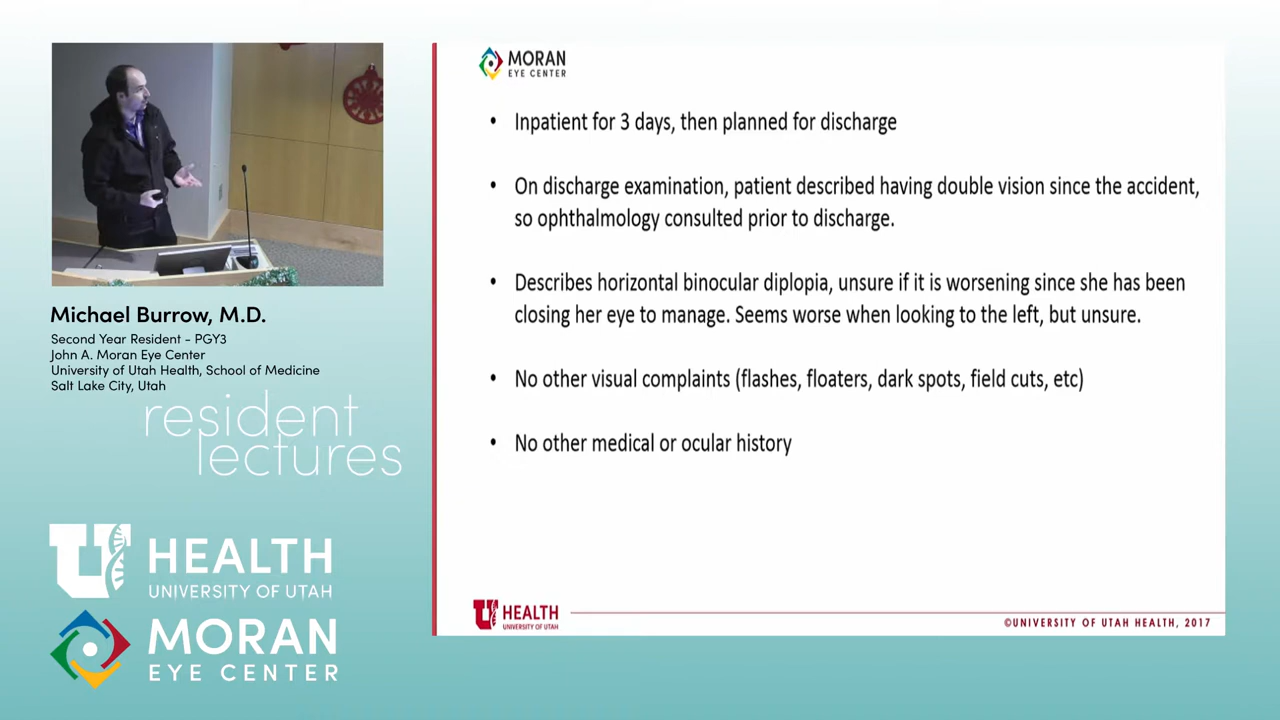 MORAN
EYE CENTER
• Inpatient for 3 days, then planned for discharge
• On discharge examination, patient described having double vision since the accident,
so ophthalmology consulted prior to discharge.
• Describes horizontal binocular diplopia, unsure if it is worsening since she has been
closing her eye to manage. Seems worse when looking to the left, but unsure.
• No other visual complaints (flashes, floaters, dark spots, field cuts, etc)
• No other medical or ocular history
Michael Burrow, M.D.
Second Year Resident - PGY3
John A. Moran Eye Center
University of Utah Health, School of Medicine
Salt Lake City, Utah
resident
lectures
U HEALTH
UNIVERSITY OF UTAH
MORAN
EYE CENTER
U HEALTH
UNIVERSITY OF UTAH
©UNIVERSITY OF UTAH HEALTH, 2017